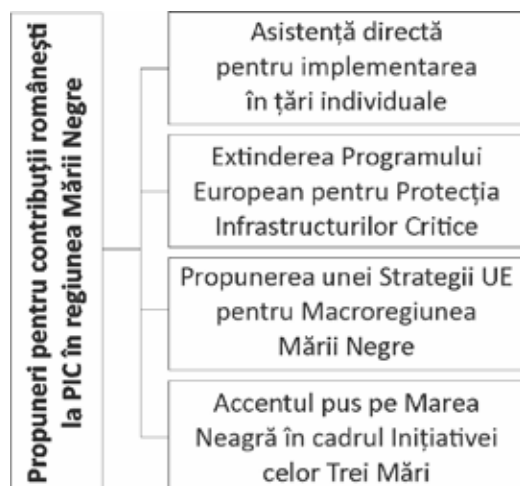 Propuneri pentru contribuții românești
la PIC în regiunea Mării Negre
Asistență directă
pentru implementarea
în țări individuale
Extinderea Programului
European pentru Protecția
Infrastructurilor Critice
Propunerea unei Strategii UE
pentru Macroregiunea
Mării Negre
Accentul pus pe Marea
Neagră în cadrul Inițiativei
celor Trei Mări